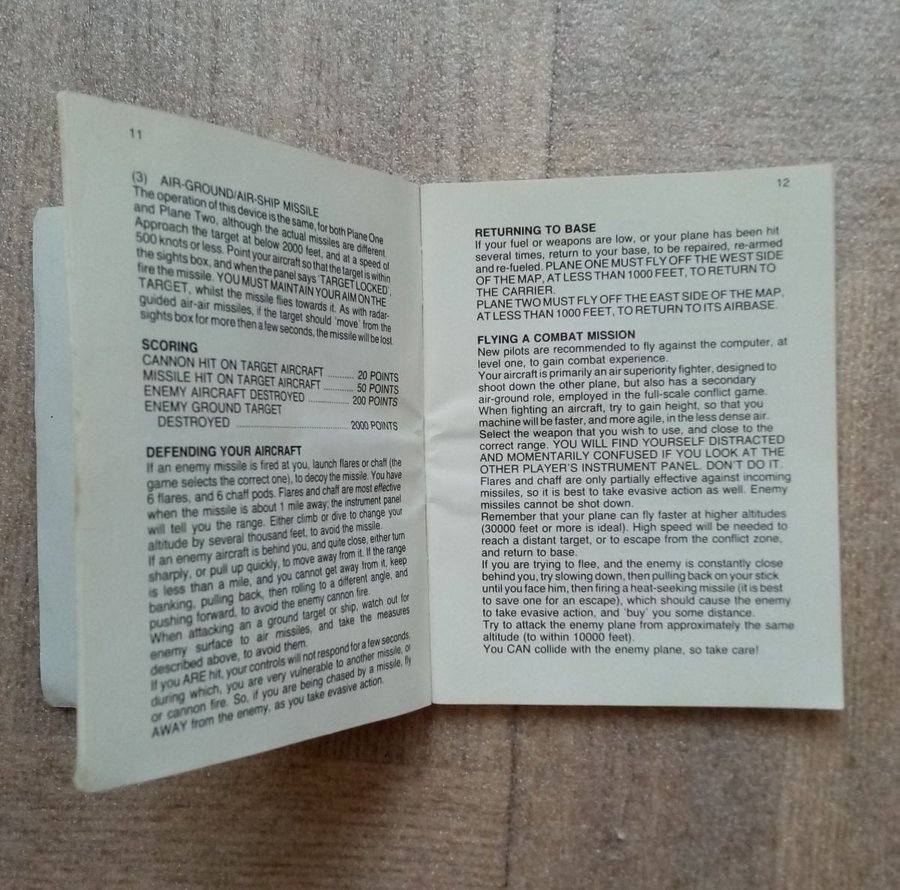 11
(3) AIR-GROUND/AIR-SHIP MISSILE
The operation of this device is the same, for both Plane One
and Plane Two, although the actual missiles are different.
Approach the target at below 2000 feet, and at a speed of
500 knots or less. Point your aircraft so that the target is within
the sights box, and when the panel says 'TARGET LOCKED',
fire the missile. YOU MUST MAINTAIN YOUR AIM ON THE
TARGET, whilst the missile flies towards it. As with radar-
guided air-air missiles, if the target should 'move' from the
sights box for more then a few seconds, the missile will be lost.
SCORING
CANNON HIT ON TARGET AIRCRAFT ........... 20 POINTS
MISSILE HIT ON TARGET AIRCRAFT ........... 50 POINTS
ENEMY AIRCRAFT DESTROYED ........... 200 POINTS
ENEMY GROUND TARGET
DESTROYED ........... 2000 POINTS
DEFENDING YOUR AIRCRAFT
If an enemy missile is fired at you, launch flares or chaff (the
game selects the correct one), to decoy the missile. You have
6 flares, and 6 chaff pods. Flares and chaff are most effective
when the missile is about 1 mile away; the instrument panel
will tell you the range. Either climb or dive to change your
altitude by several thousand feet, to avoid the missile.
If an enemy aircraft is behind you, and quite close, either turn
sharply, or pull up quickly, to move away from it. If the range
is less than a mile, and you cannot get away from it, keep
banking, pulling back, then rolling to a different angle, and
pushing forward, to avoid the enemy cannon fire.
When attacking an a ground target or ship, watch out for
enemy surface to air missiles, and take the measures
described above, to avoid them.
If you ARE hit, your controls will not respond for a few seconds,
during which, you are very vulnerable to another missile, or
or cannon fire. So, if you are being chased by a missile, fly
AWAY from the enemy, as you take evasive action.
12
RETURNING TO BASE
If your fuel or weapons are low, or your plane has been hit
several times, return to your base, to be repaired, re-armed
and re-fueled. PLANE ONE MUST FLY OFF THE WEST SIDE
OF THE MAP, AT LESS THAN 1000 FEET, TO RETURN TO
THE CARRIER.
PLANE TWO MUST FLY OFF THE EAST SIDE OF THE MAP,
AT LESS THAN 1000 FEET, TO RETURN TO ITS AIRBASE.
FLYING A COMBAT MISSION
New pilots are recommended to fly against the computer, at
level one, to gain combat experience.
Your aircraft is primarily an air superiority fighter, designed to
shoot down the other plane, but also has a secondary
air-ground role, employed in the full-scale conflict game.
When fighting an aircraft, try to gain height, so that you
machine will be faster, and more agile, in the less dense air.
Select the weapon that you wish to use, and close to the
correct range. YOU WILL FIND YOURSELF DISTRACTED
AND MOMENTARILY CONFUSED IF YOU LOOK AT THE
OTHER PLAYER'S INSTRUMENT PANEL. DON'T DO IT.
Flares and chaff are only partially effective against incoming
missiles, so it is best to take evasive action as well. Enemy
missiles cannot be shot down.
Remember that your plane can fly faster at higher altitudes
(30000 feet or more is ideal). High speed will be needed to
reach a distant target, or to escape from the conflict zone,
and return to base.
If you are trying to flee, and the enemy is constantly close
behind you, try slowing down, then pulling back on your stick
until you face him, then firing a heat-seeking missile (it is best
to save one for an escape), which should cause the enemy
to take evasive action, and 'buy' you some distance.
Try to attack the enemy plane from approximately the same
altitude (to within 10000 feet).
You CAN collide with the enemy plane, so take care!